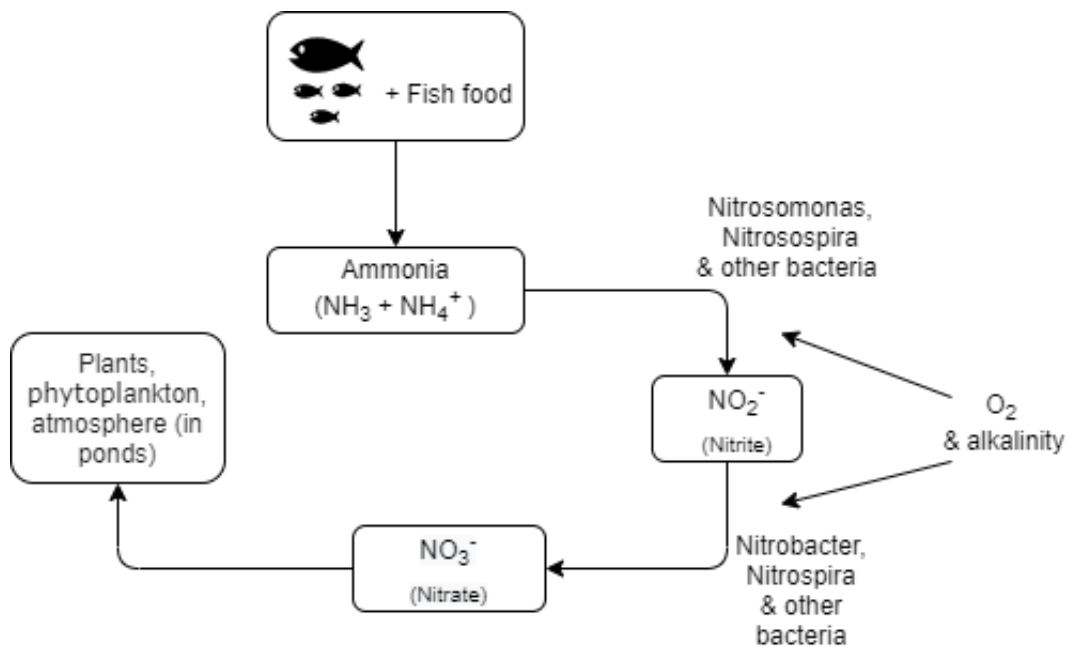 + Fish food
Ammonia
(NH₃ + NH₄⁺ )
Nitrosomonas,
Nitrosospira
& other bacteria
NO₂⁻
(Nitrite)
O₂
& alkalinity
Nitrobacter,
Nitrospira
& other
bacteria
NO₃⁻
(Nitrate)
Plants,
phytoplankton,
atmosphere (in
ponds)